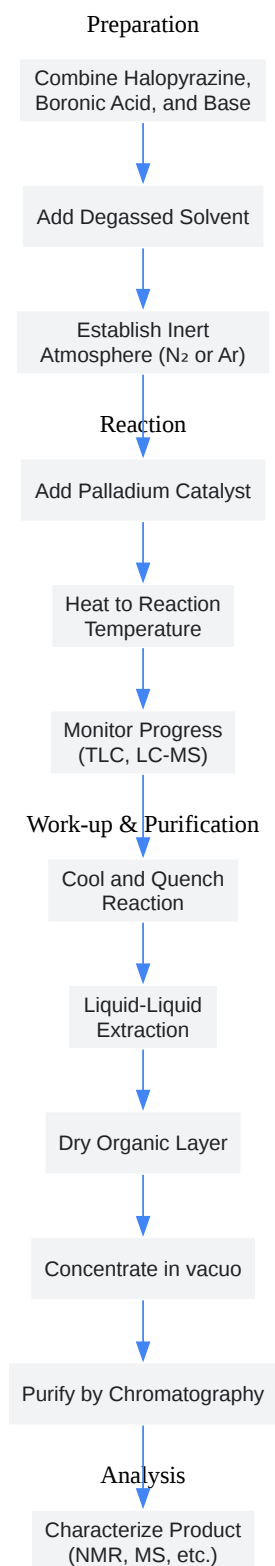 Preparation
Combine Halopyrazine,
Boronic Acid, and Base
Add Degassed Solvent
Establish Inert
Atmosphere (N₂ or Ar)
Reaction
Add Palladium Catalyst
Heat to Reaction
Temperature
Monitor Progress
(TLC, LC-MS)
Work-up & Purification
Cool and Quench
Reaction
Liquid-Liquid
Extraction
Dry Organic Layer
Concentrate in vacuo
Purify by Chromatography
Analysis
Characterize Product
(NMR, MS, etc.)